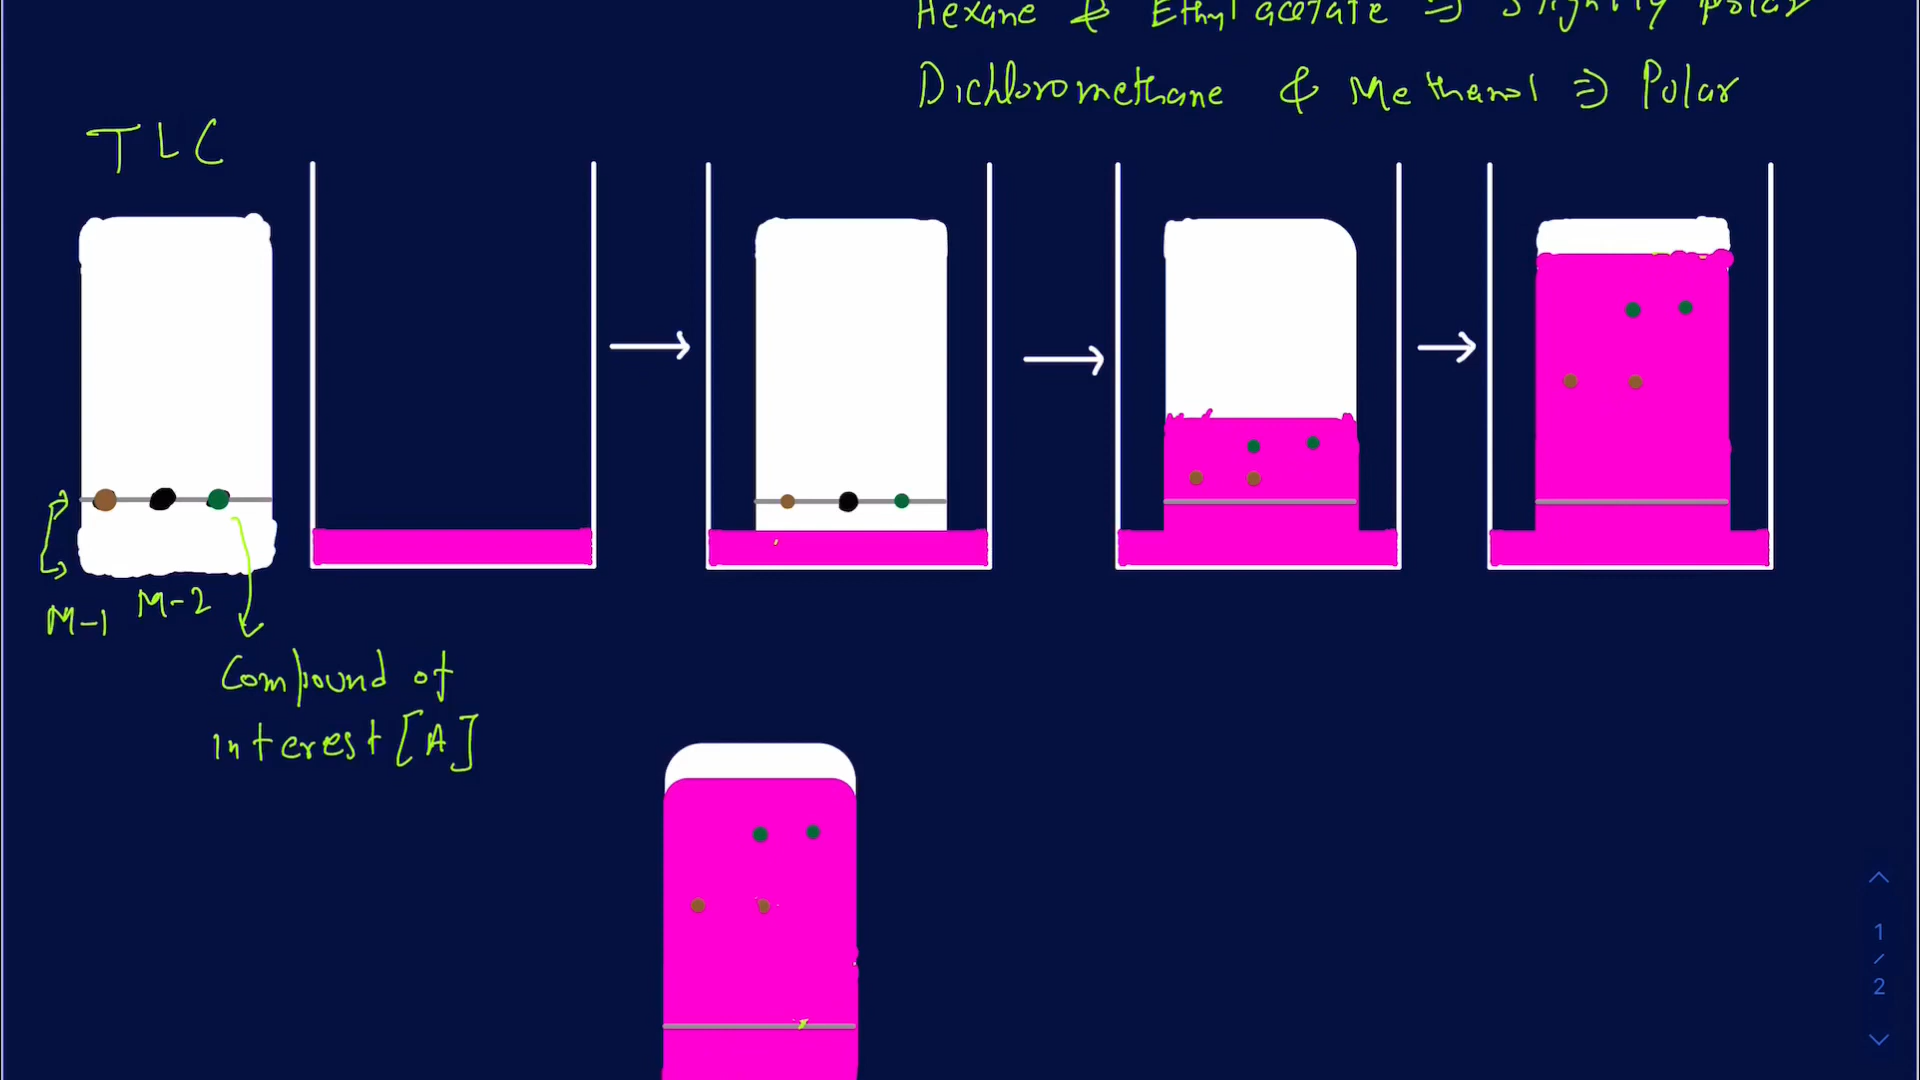 Hexane & Ethyl acetate ⇒ Slightly polar
Dichloromethane & Methanol ⇒ Polar
TLC
M-1 M-2
Compound of
interest [A]
1
/
2